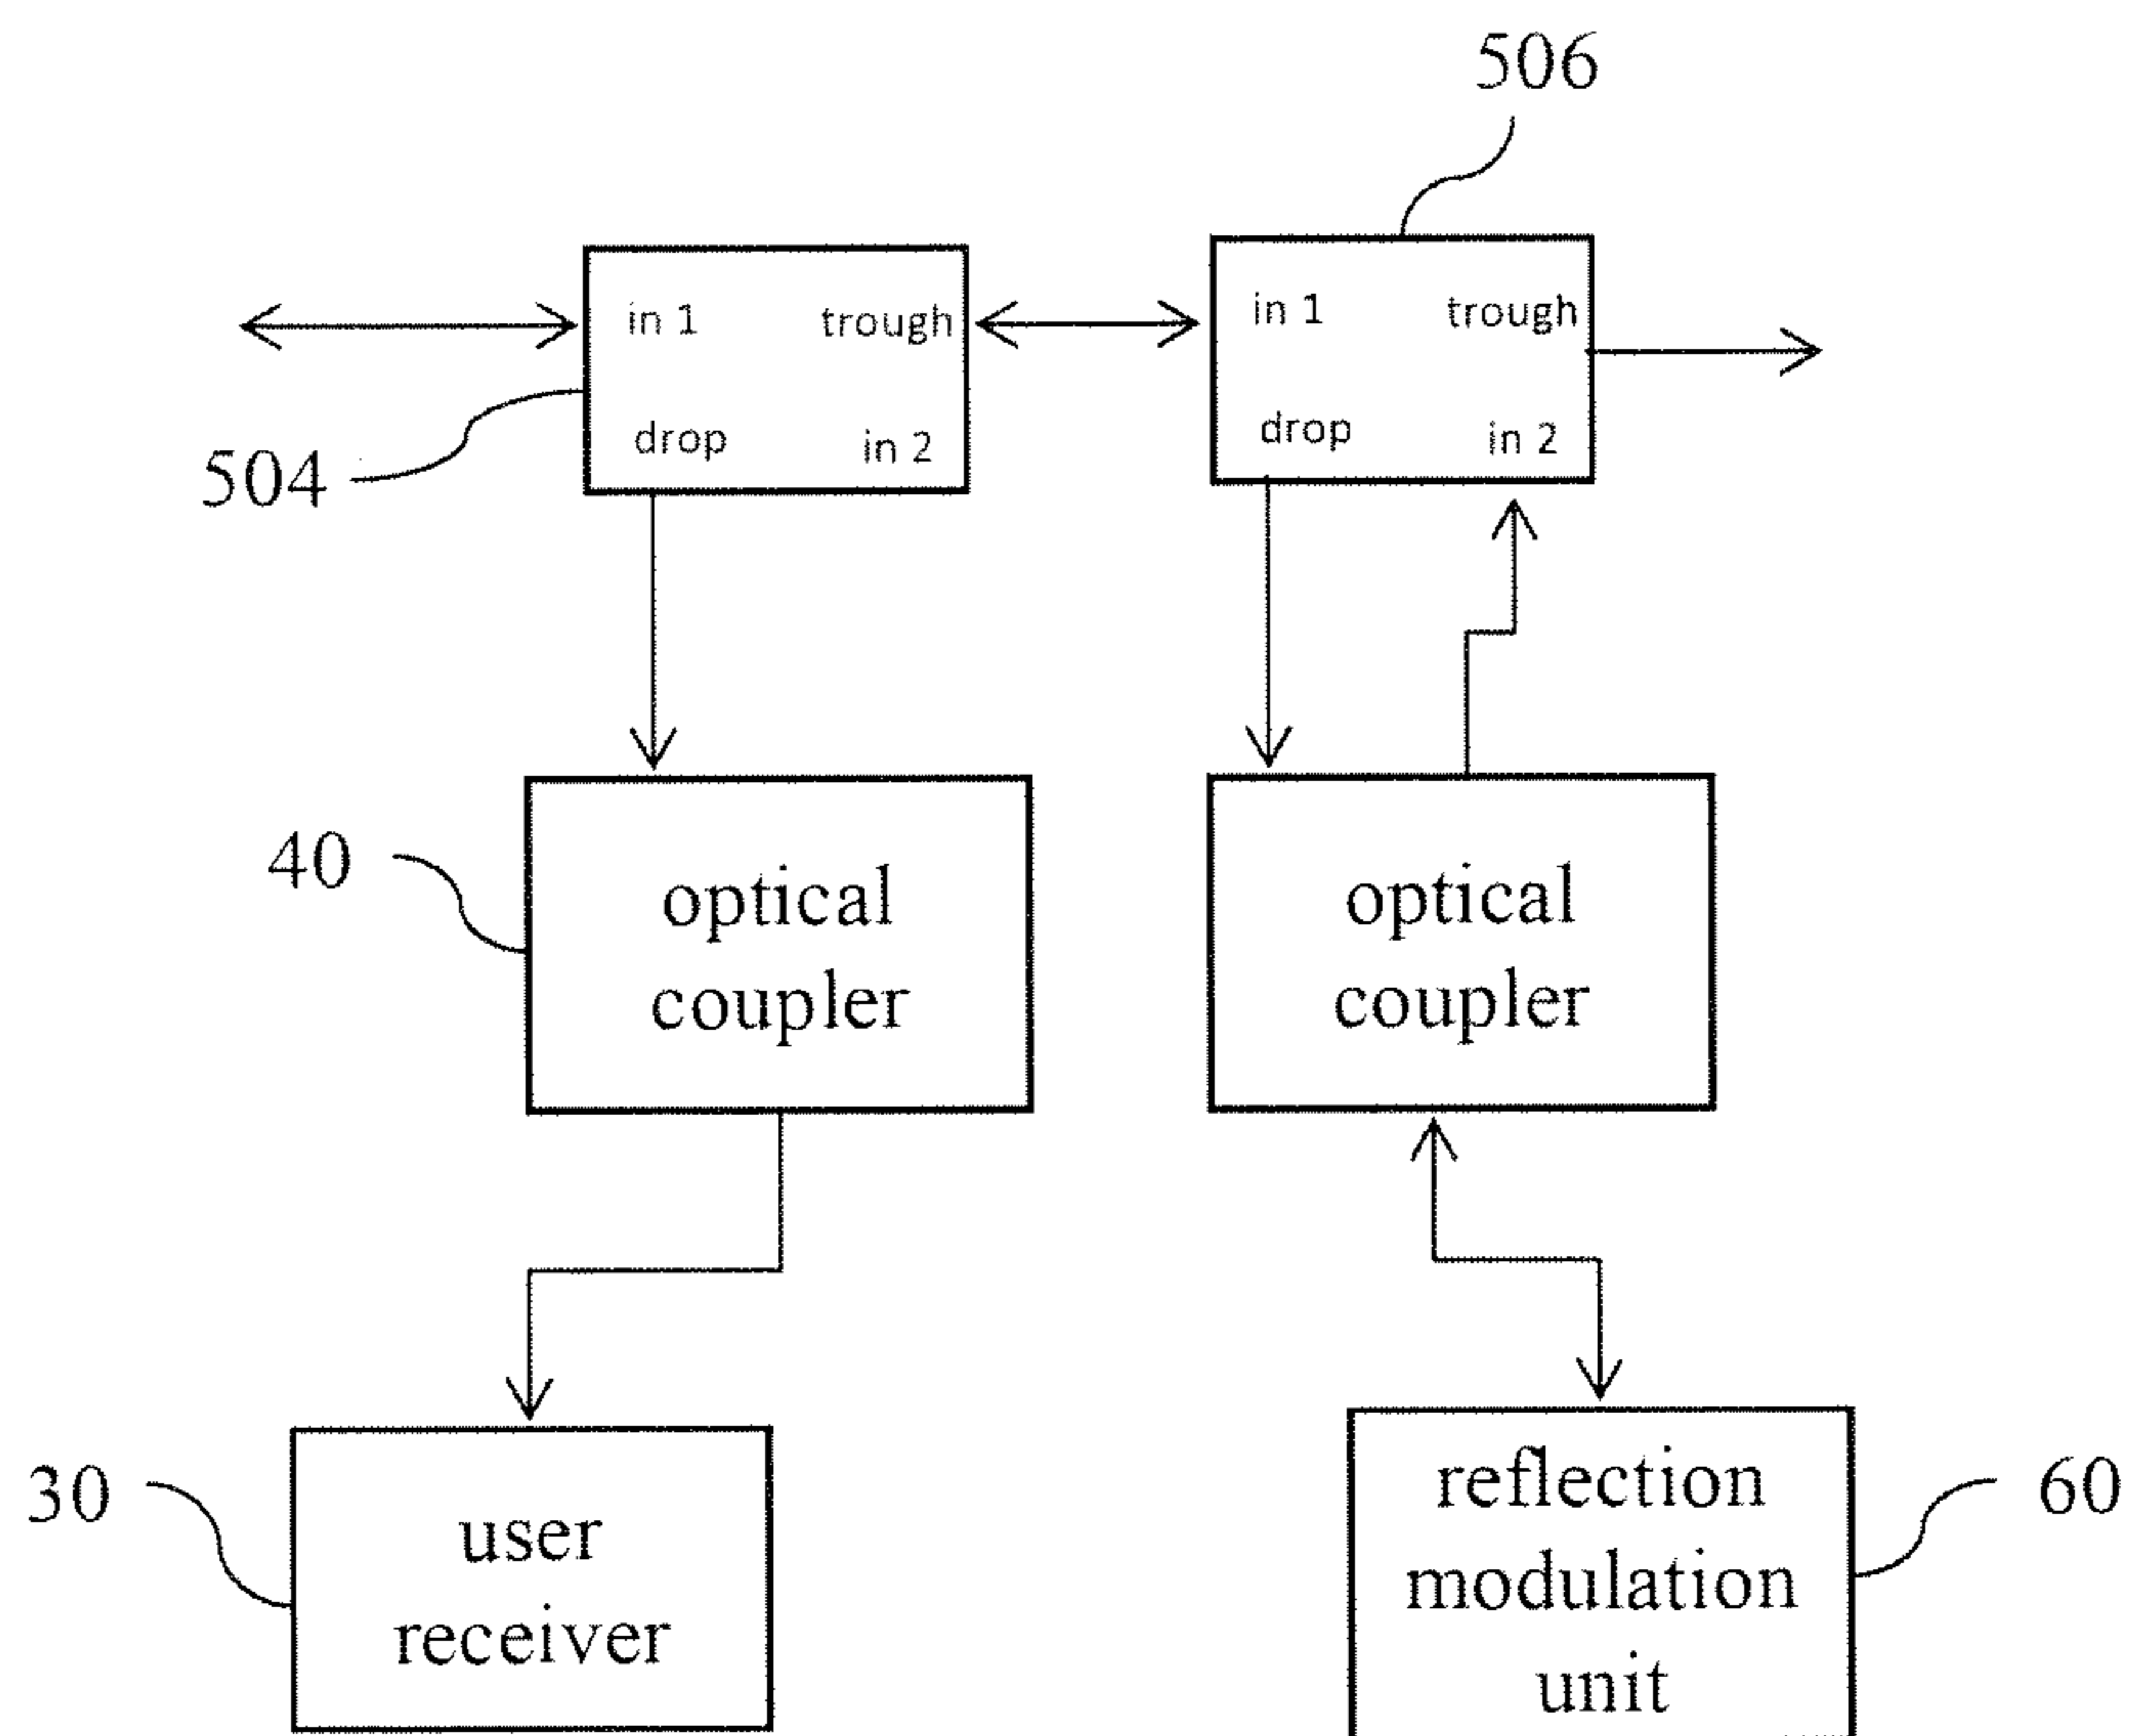 506
in 1 trough
drop in 2
504
in 1 trough
drop in 2
40
optical
coupler
optical
coupler
30
user
receiver
reflection
modulation
unit
60